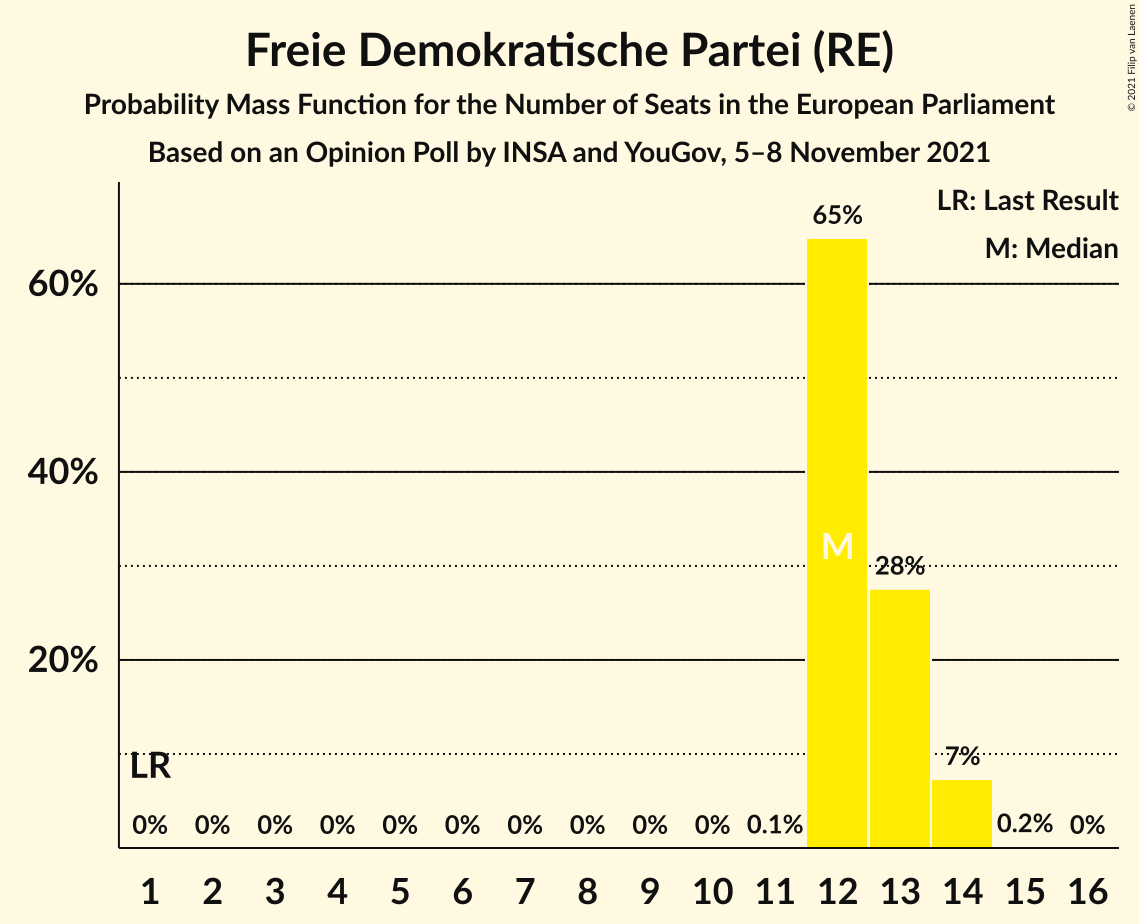 Freie Demokratische Partei (RE)
Probability Mass Function for the Number of Seats in the European Parliament
Based on an Opinion Poll by INSA and YouGov, 5–8 November 2021
© 2021 Filip van Laenen
LR: Last Result
M: Median
65%
60%
40%
M
28%
20%
7%
LR
0% 0% 0% 0% 0% 0% 0% 0% 0% 0% 0.1% 0.2% 0%
1 2 3 4 5 6 7 8 9 10 11 12 13 14 15 16